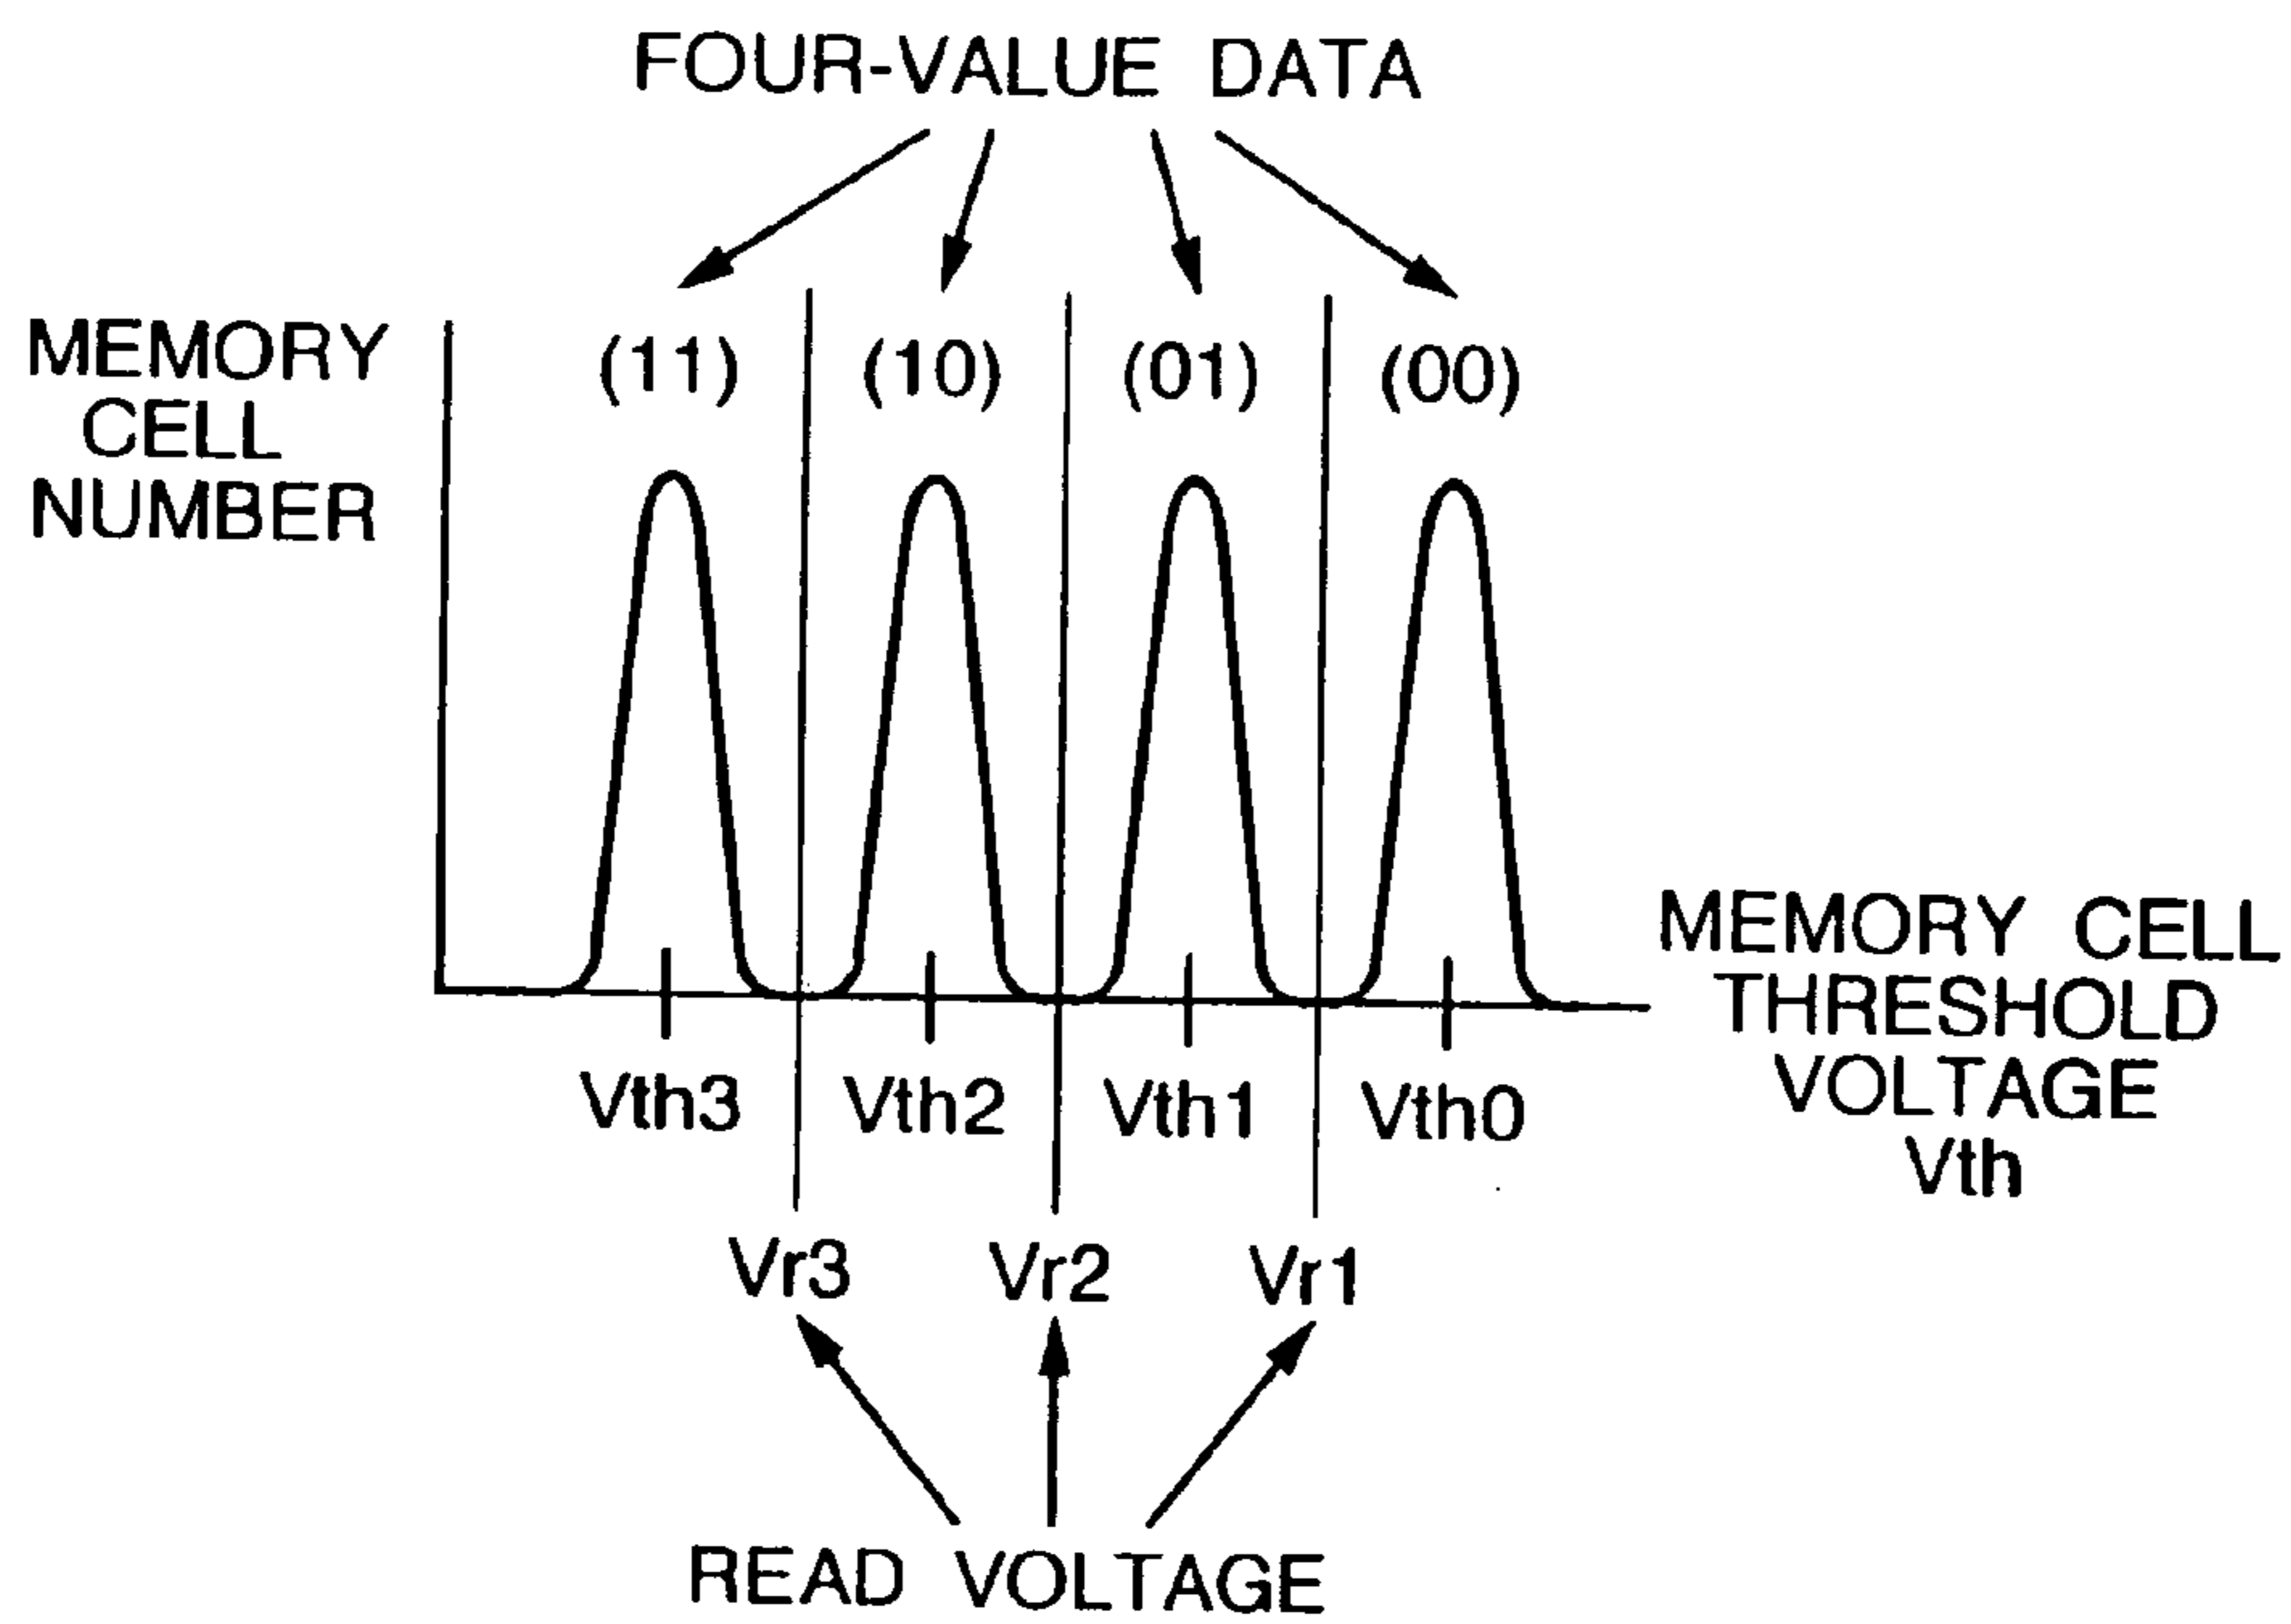 FOUR-VALUE DATA
MEMORY
CELL
NUMBER
(11) (10) (01) (00)
MEMORY CELL
THRESHOLD
VOLTAGE
Vth
Vth3 Vth2 Vth1 Vth0
Vr3 Vr2 Vr1
READ VOLTAGE